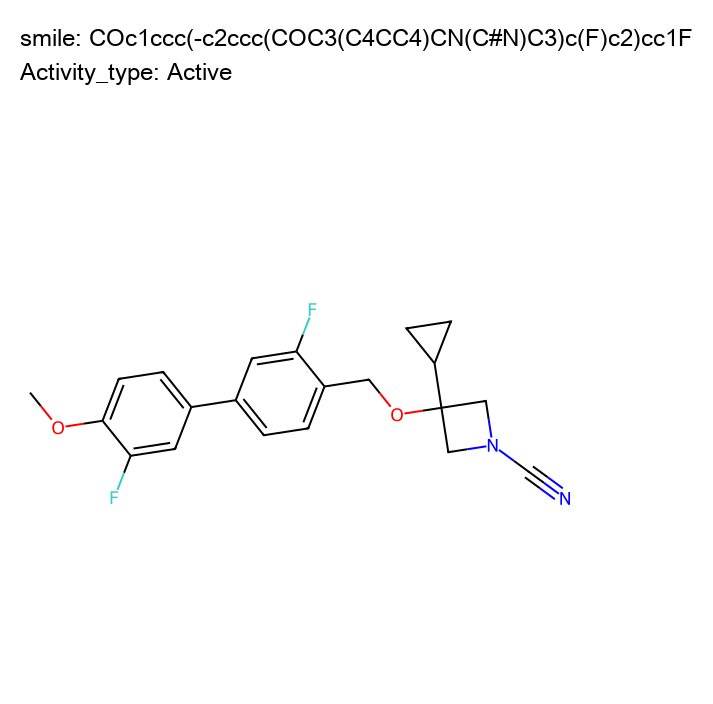 smile: COc1ccc(-c2ccc(COC3(C4CC4)CN(C#N)C3)c(F)c2)cc1F
Activity_type: Active
F
O
O
N
F
N